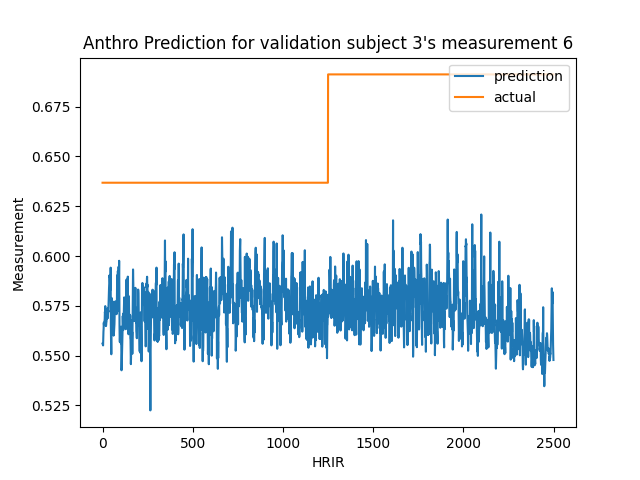 Anthro Prediction for validation subject 3's measurement 6
prediction
actual
0.675
0.650
0.625
0.600
0.575
0.550
0.525
Measurement
0
500
1000
1500
2000
2500
HRIR